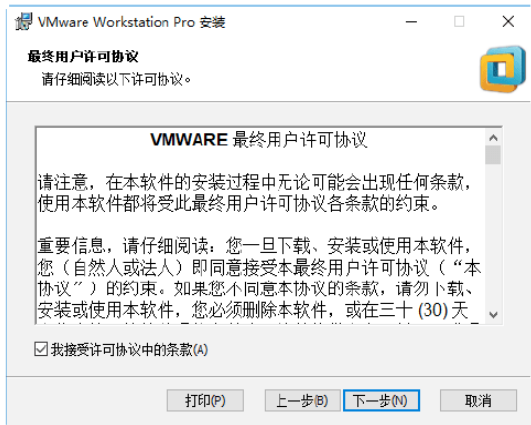 VMware Workstation Pro 安装
最终用户许可协议
请仔细阅读以下许可协议。
VMWARE 最终用户许可协议
请注意，在本软件的安装过程中无论可能会出现任何条款，
使用本软件都将受此最终用户许可协议各条款的约束。
重要信息，请仔细阅读：您一旦下载、安装或使用本软件，
您（自然人或法人）即同意接受本最终用户许可协议（“本
协议”）的约束。如果您不同意本协议的条款，请勿下载、
安装或使用本软件，您必须删除本软件，或在三十 (30) 天
我接受许可协议中的条款(A)
打印(P)
上一步(B)
下一步(N)
取消